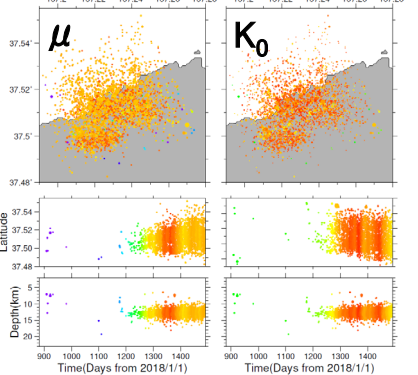 μ K₀
37.54˚
37.52˚
37.5˚
37.48˚
Latitude
37.54
37.52
37.50
37.48
Depth(km)
5
10
15
20
900 1000 1100 1200 1300 1400 900 1000 1100 1200 1300 1400
Time(Days from 2018/1/1) Time(Days from 2018/1/1)